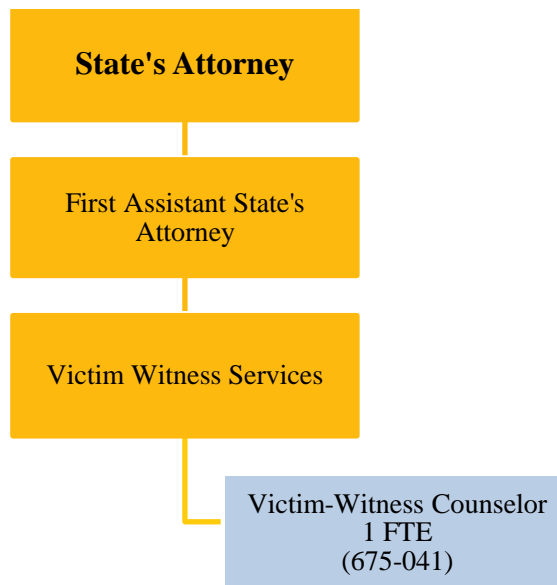 State's Attorney
First Assistant State's
Attorney
Victim Witness Services
Victim-Witness Counselor
1 FTE
(675-041)